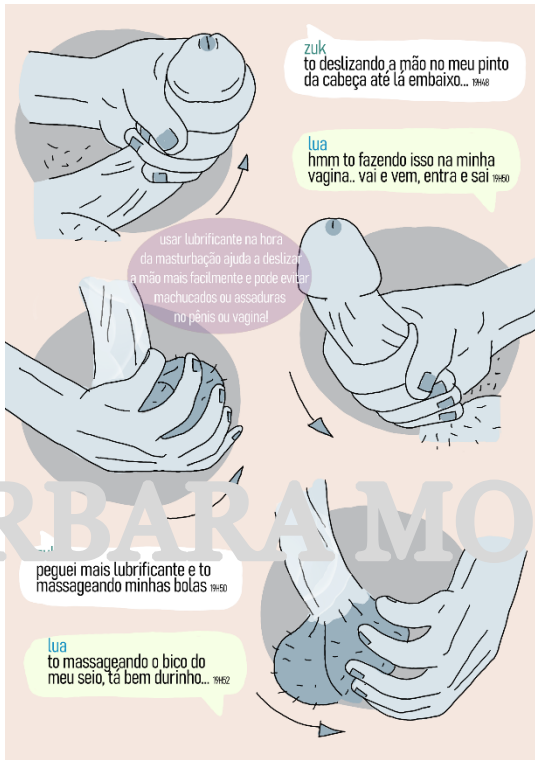 zuk
to deslizando a mão no meu pinto
da cabeça até lá embaixo... 19H48
lua
hmm to fazendo isso na minha
vagina.. vai e vem, entra e sai 19H50
usar lubrificante na hora
da masturbação ajuda a deslizar
a mão mais facilmente e pode evitar
machucados ou assaduras
no pênis ou vagina!
RBARA MO
zuk
peguei mais lubrificante e to
massageando minhas bolas 19H50
lua
to massageando o bico do
meu seio, tá bem durinho... 19H52